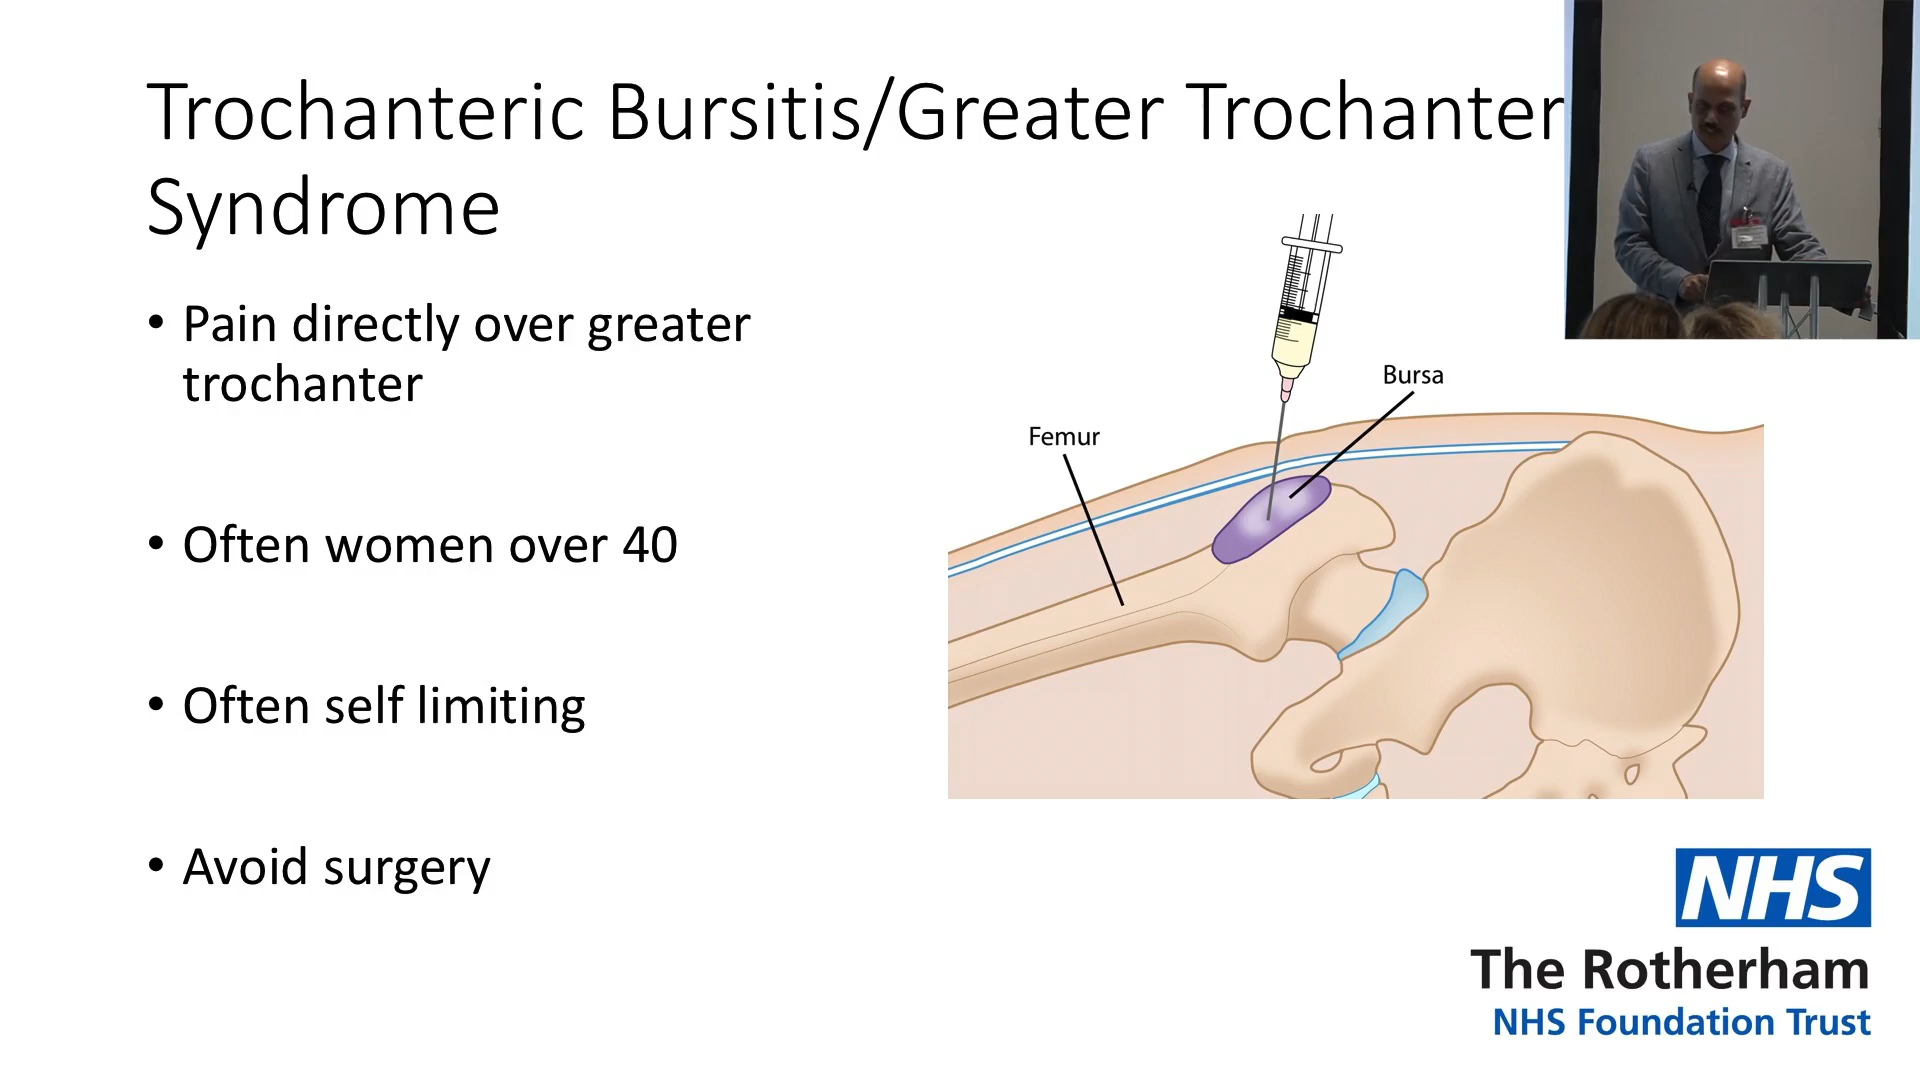 Trochanteric Bursitis/Greater Trochanter
Syndrome
• Pain directly over greater
trochanter
• Often women over 40
• Often self limiting
• Avoid surgery
Bursa
Femur
NHS
The Rotherham
NHS Foundation Trust